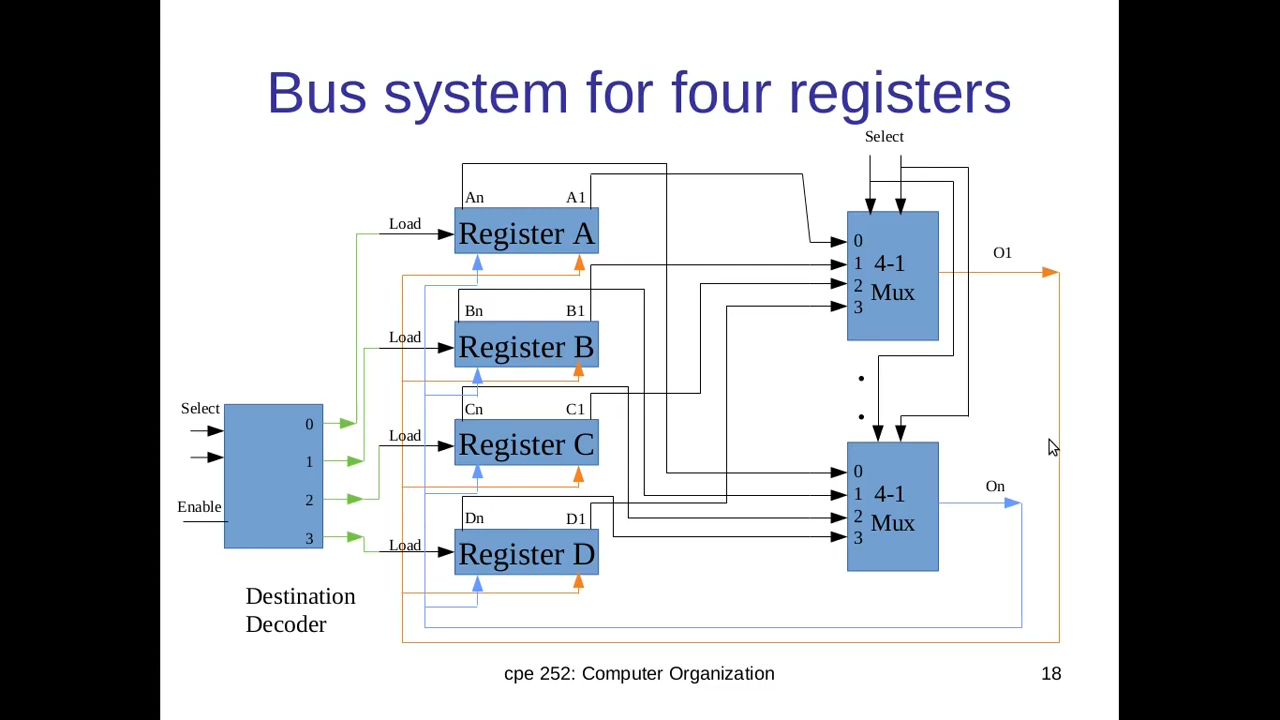 Bus system for four registers
Select
An A1
Load
Register A
0
1 4-1
2 Mux
3
O1
Bn B1
Load
Register B
Cn C1
Load
Register C
Select
0
1
2
Enable
3
Destination
Decoder
Dn D1
Load
Register D
0
1 4-1
2 Mux
3
On
cpe 252: Computer Organization
18